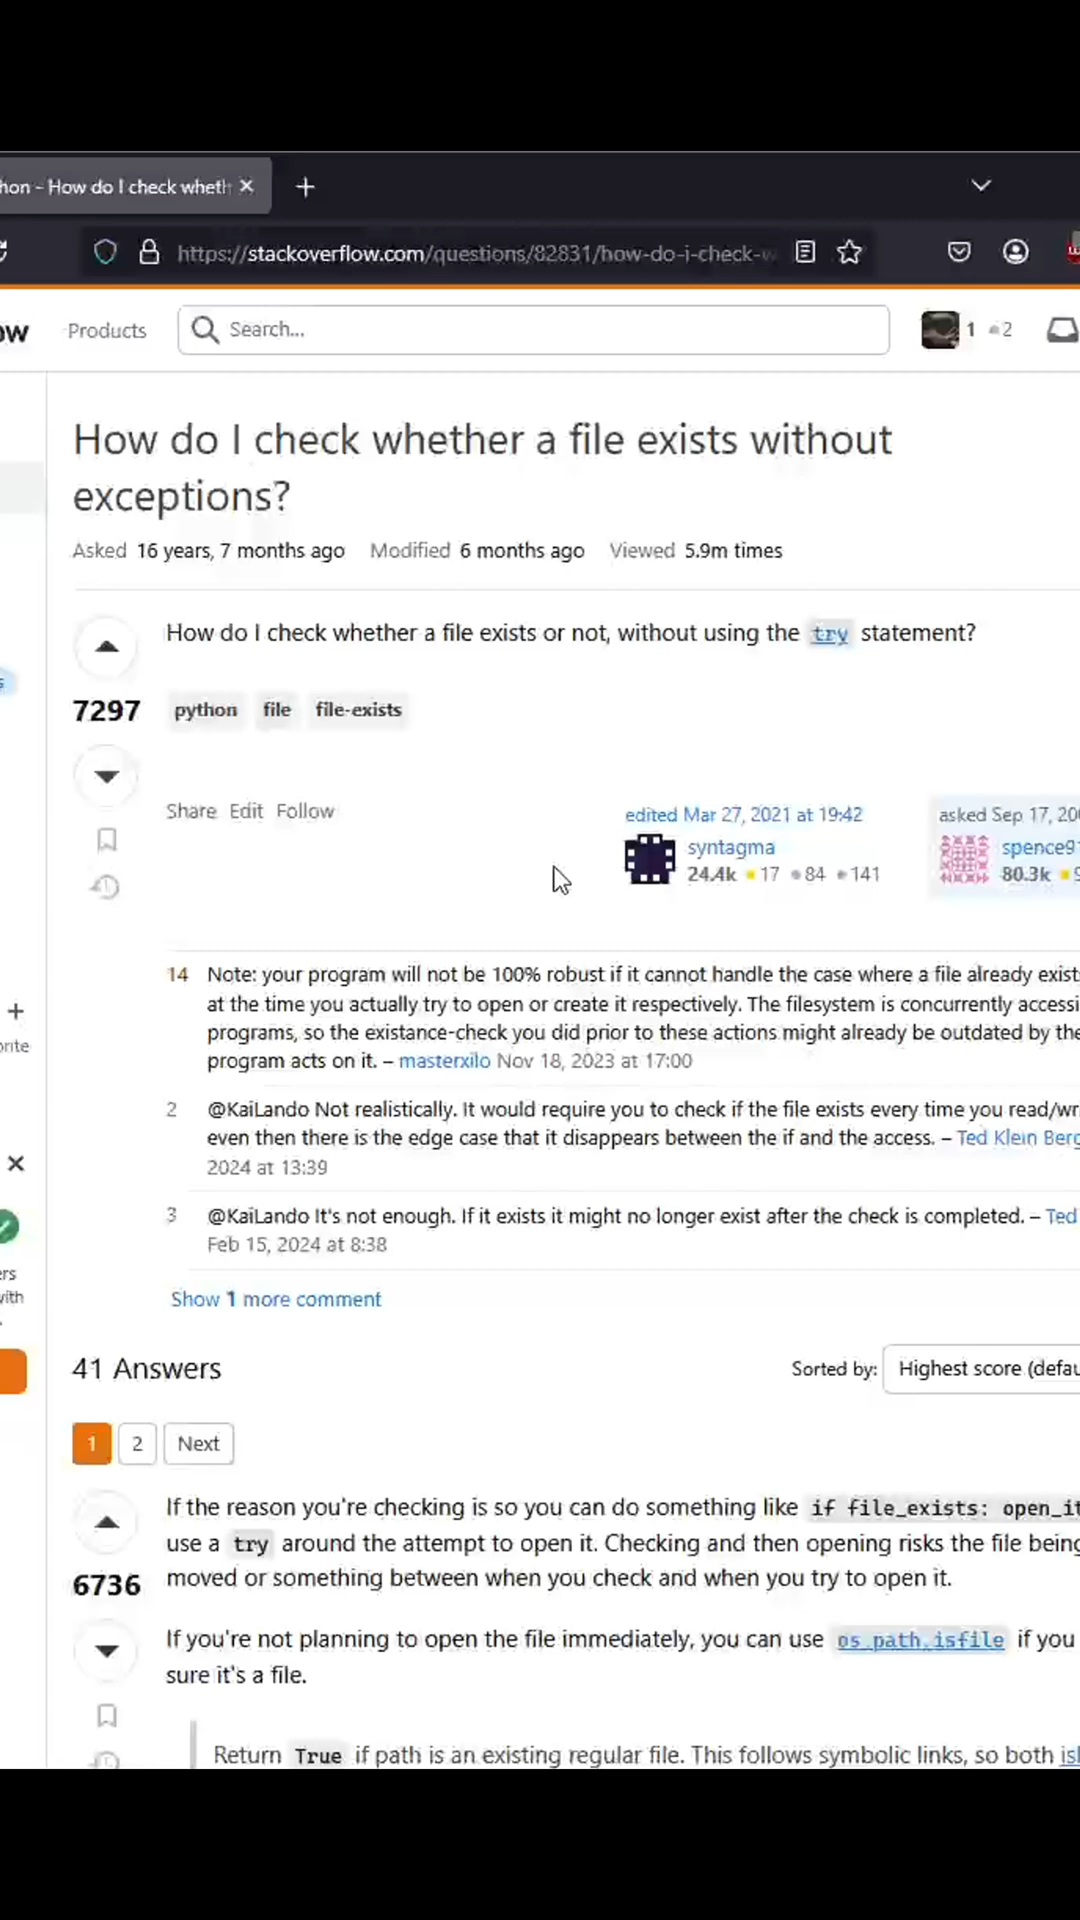 hon - How do I check wheth
https://stackoverflow.com/questions/82831/how-do-i-check-w
ow Products Search... 1 2
How do I check whether a file exists without
exceptions?
Asked 16 years, 7 months ago Modified 6 months ago Viewed 5.9m times
How do I check whether a file exists or not, without using the try statement?
s
7297 python file file-exists
Share Edit Follow
edited Mar 27, 2021 at 19:42
syntagma
24.4k 17 84 141
asked Sep 17, 200
spence91
80.3k 9
14 Note: your program will not be 100% robust if it cannot handle the case where a file already exists
at the time you actually try to open or create it respectively. The filesystem is concurrently accessi
programs, so the existance-check you did prior to these actions might already be outdated by the
orite
program acts on it. – masterxilo Nov 18, 2023 at 17:00
2 @KaiLando Not realistically. It would require you to check if the file exists every time you read/wr
even then there is the edge case that it disappears between the if and the access. – Ted Klein Berg
2024 at 13:39
3 @KaiLando It's not enough. If it exists it might no longer exist after the check is completed. – Ted
Feb 15, 2024 at 8:38
ers
with
Show 1 more comment
41 Answers
Sorted by: Highest score (defau
1 2 Next
If the reason you're checking is so you can do something like if file_exists: open_it
use a try around the attempt to open it. Checking and then opening risks the file being
6736
moved or something between when you check and when you try to open it.
If you're not planning to open the file immediately, you can use os.path.isfile if you
sure it's a file.
Return True if path is an existing regular file. This follows symbolic links, so both isl